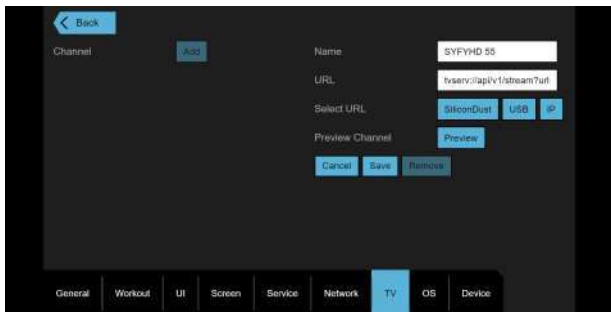 Back
Channel Add Name SYFYHD 55
URL tvserv://api/v1/stream?url
Select URL SiliconDust USB IP
Preview Channel Preview
Cancel Save Remove
General Workout UI Screen Service Network TV OS Device